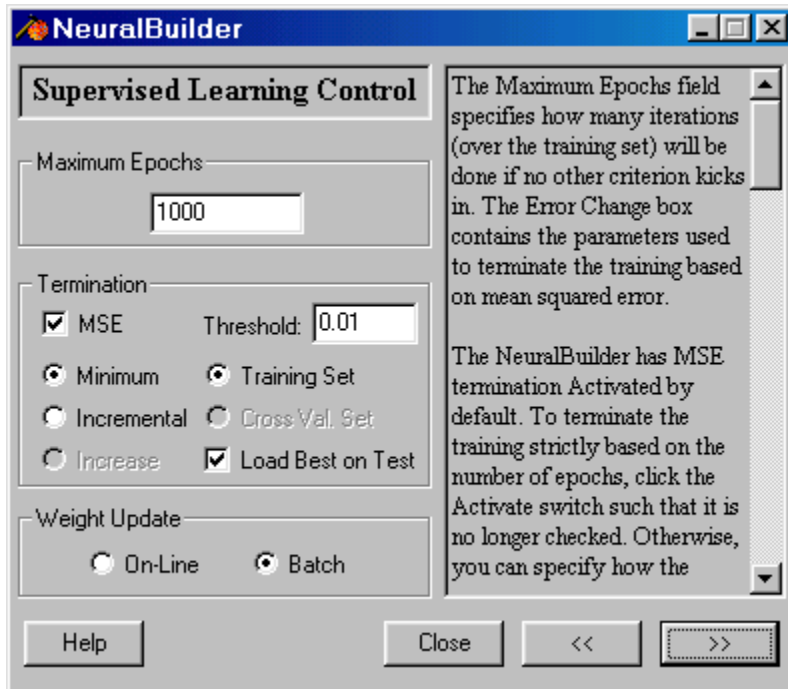 NeuralBuilder
Supervised Learning Control
Maximum Epochs
1000
Termination
MSE Threshold: 0.01
Minimum Training Set
Incremental Cross Val. Set
Increase Load Best on Test
Weight Update
On-Line Batch
The Maximum Epochs field
specifies how many iterations
(over the training set) will be
done if no other criterion kicks
in. The Error Change box
contains the parameters used
to terminate the training based
on mean squared error.
The NeuralBuilder has MSE
termination Activated by
default. To terminate the
training strictly based on the
number of epochs, click the
Activate switch such that it is
no longer checked. Otherwise,
you can specify how the
Help Close << >>